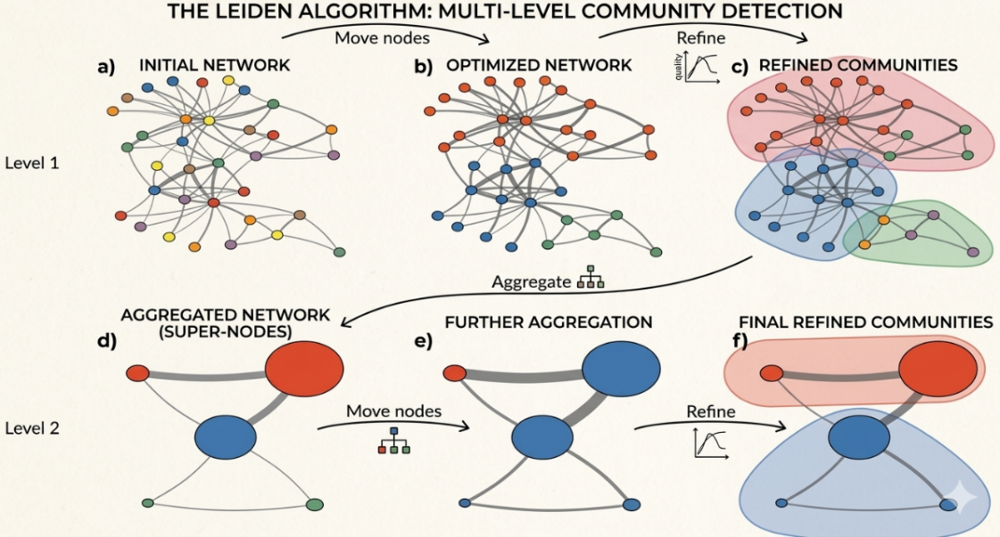 THE LEIDEN ALGORITHM: MULTI-LEVEL COMMUNITY DETECTION
Move nodes
Refine
quality
a) INITIAL NETWORK
b) OPTIMIZED NETWORK
c) REFINED COMMUNITIES
Level 1
Aggregate
AGGREGATED NETWORK
(SUPER-NODES)
d)
FURTHER AGGREGATION
e)
FINAL REFINED COMMUNITIES
f)
Move nodes
Refine
Level 2